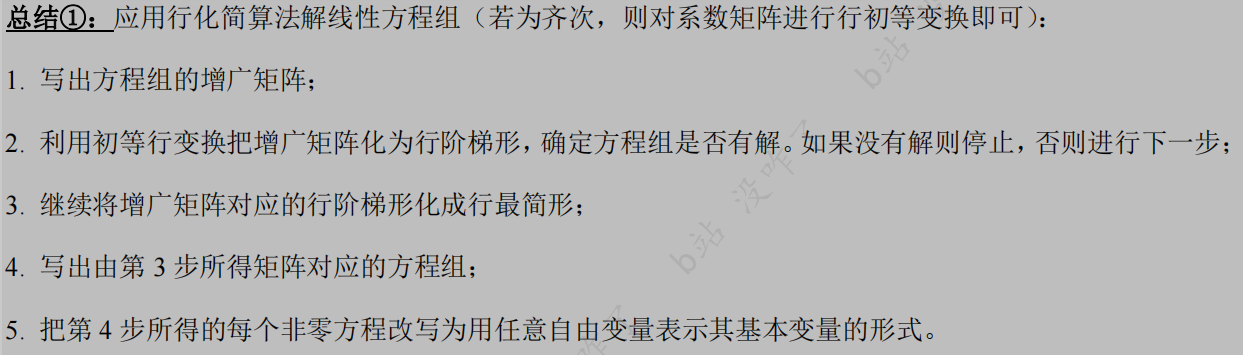 总结①：应用行化简算法解线性方程组（若为齐次，则对系数矩阵进行行初等变换即可）：
1. 写出方程组的增广矩阵；
2. 利用初等行变换把增广矩阵化为行阶梯形，确定方程组是否有解。如果没有解则停止，否则进行下一步；
3. 继续将增广矩阵对应的行阶梯形化成行最简形；
4. 写出由第 3 步所得矩阵对应的方程组；
5. 把第 4 步所得的每个非零方程改写为用任意自由变量表示其基本变量的形式。
b站
b站 没咋了